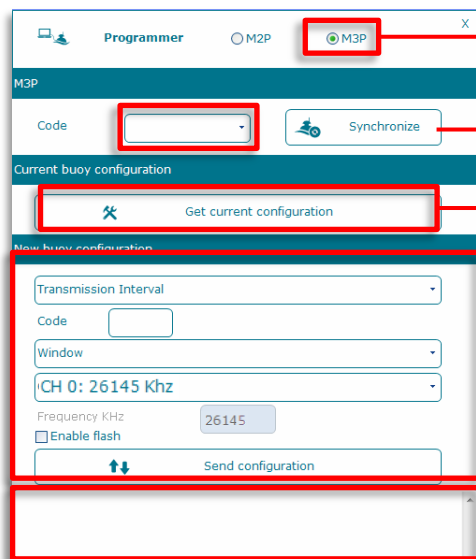 X
Programmer M2P M3P
M3P
Code Synchronize
Current buoy configuration
Get current configuration
New buoy configuration
Transmission Interval
Code
Window
CH 0: 26145 Khz
Frequency KHz 26145
Enable flash
Send configuration